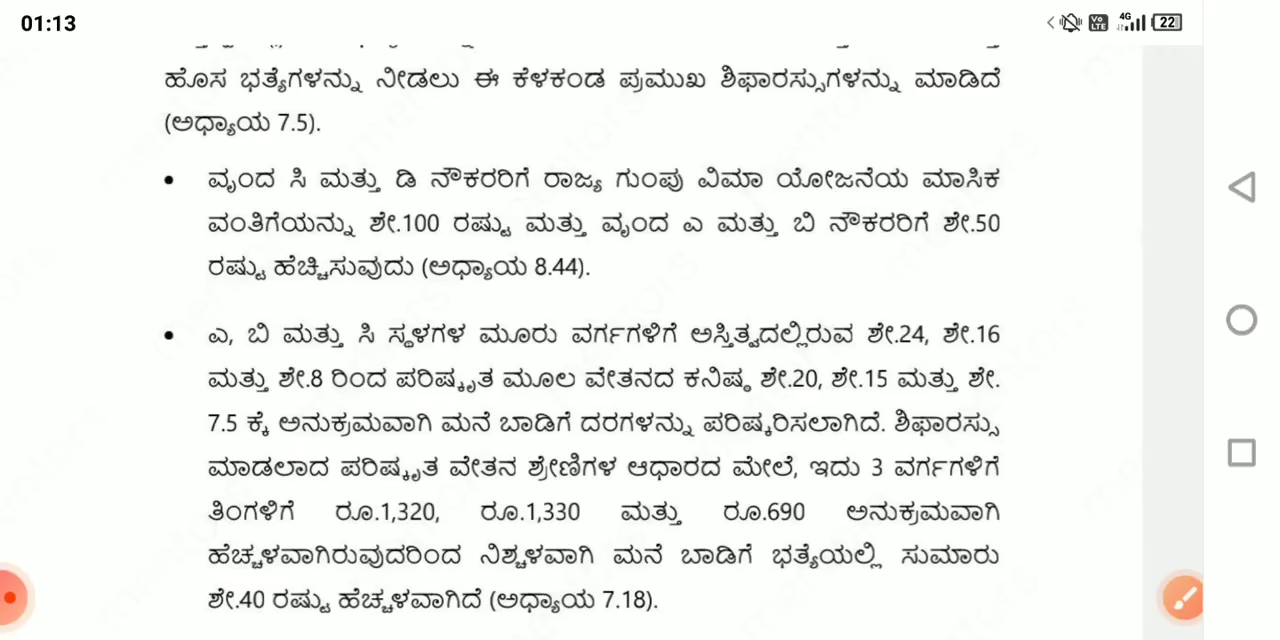 01:13
4G
Vo LTE
22
ಹೊಸ ಭತ್ಯೆಗಳನ್ನು ನೀಡಲು ಈ ಕೆಳಕಂಡ ಪ್ರಮುಖ ಶಿಫಾರಸ್ಸುಗಳನ್ನು ಮಾಡಿದೆ
(ಅಧ್ಯಾಯ 7.5).
• ವೃಂದ ಸಿ ಮತ್ತು ಡಿ ನೌಕರರಿಗೆ ರಾಜ್ಯ ಗುಂಪು ವಿಮಾ ಯೋಜನೆಯ ಮಾಸಿಕ
ವಂತಿಗೆಯನ್ನು ಶೇ.100 ರಷ್ಟು ಮತ್ತು ವೃಂದ ಎ ಮತ್ತು ಬಿ ನೌಕರರಿಗೆ ಶೇ.50
ರಷ್ಟು ಹೆಚ್ಚಿಸುವುದು (ಅಧ್ಯಾಯ 8.44).
• ಎ, ಬಿ ಮತ್ತು ಸಿ ಸ್ಥಳಗಳ ಮೂರು ವರ್ಗಗಳಿಗೆ ಅಸ್ತಿತ್ವದಲ್ಲಿರುವ ಶೇ.24, ಶೇ.16
ಮತ್ತು ಶೇ.8 ರಿಂದ ಪರಿಷ್ಕೃತ ಮೂಲ ವೇತನದ ಕನಿಷ್ಠ ಶೇ.20, ಶೇ.15 ಮತ್ತು ಶೇ.
7.5 ಕ್ಕೆ ಅನುಕ್ರಮವಾಗಿ ಮನೆ ಬಾಡಿಗೆ ದರಗಳನ್ನು ಪರಿಷ್ಕರಿಸಲಾಗಿದೆ. ಶಿಫಾರಸ್ಸು
ಮಾಡಲಾದ ಪರಿಷ್ಕೃತ ವೇತನ ಶ್ರೇಣಿಗಳ ಆಧಾರದ ಮೇಲೆ, ಇದು 3 ವರ್ಗಗಳಿಗೆ
ತಿಂಗಳಿಗೆ ರೂ.1,320, ರೂ.1,330 ಮತ್ತು ರೂ.690 ಅನುಕ್ರಮವಾಗಿ
ಹೆಚ್ಚಳವಾಗಿರುವುದರಿಂದ ನಿಶ್ಚಳವಾಗಿ ಮನೆ ಬಾಡಿಗೆ ಭತ್ಯೆಯಲ್ಲಿ ಸುಮಾರು
ಶೇ.40 ರಷ್ಟು ಹೆಚ್ಚಳವಾಗಿದೆ (ಅಧ್ಯಾಯ 7.18).